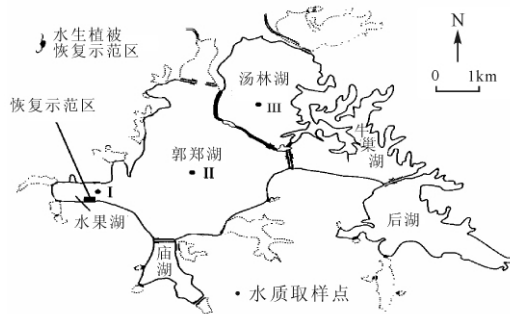 水生植被
恢复示范区
N
0 1km
恢复示范区
汤林湖
III
牛巢湖
郭郑湖
II
I
水果湖
后湖
庙湖
水质取样点